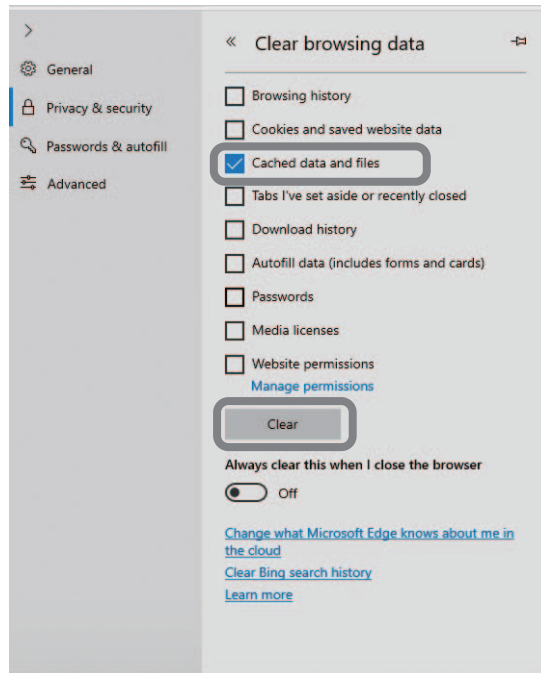 General
Privacy & security
Passwords & autofill
Advanced
Clear browsing data
Browsing history
Cookies and saved website data
Cached data and files
Tabs I've set aside or recently closed
Download history
Autofill data (includes forms and cards)
Passwords
Media licenses
Website permissions
Manage permissions
Clear
Always clear this when I close the browser
Off
Change what Microsoft Edge knows about me in
the cloud
Clear Bing search history
Learn more